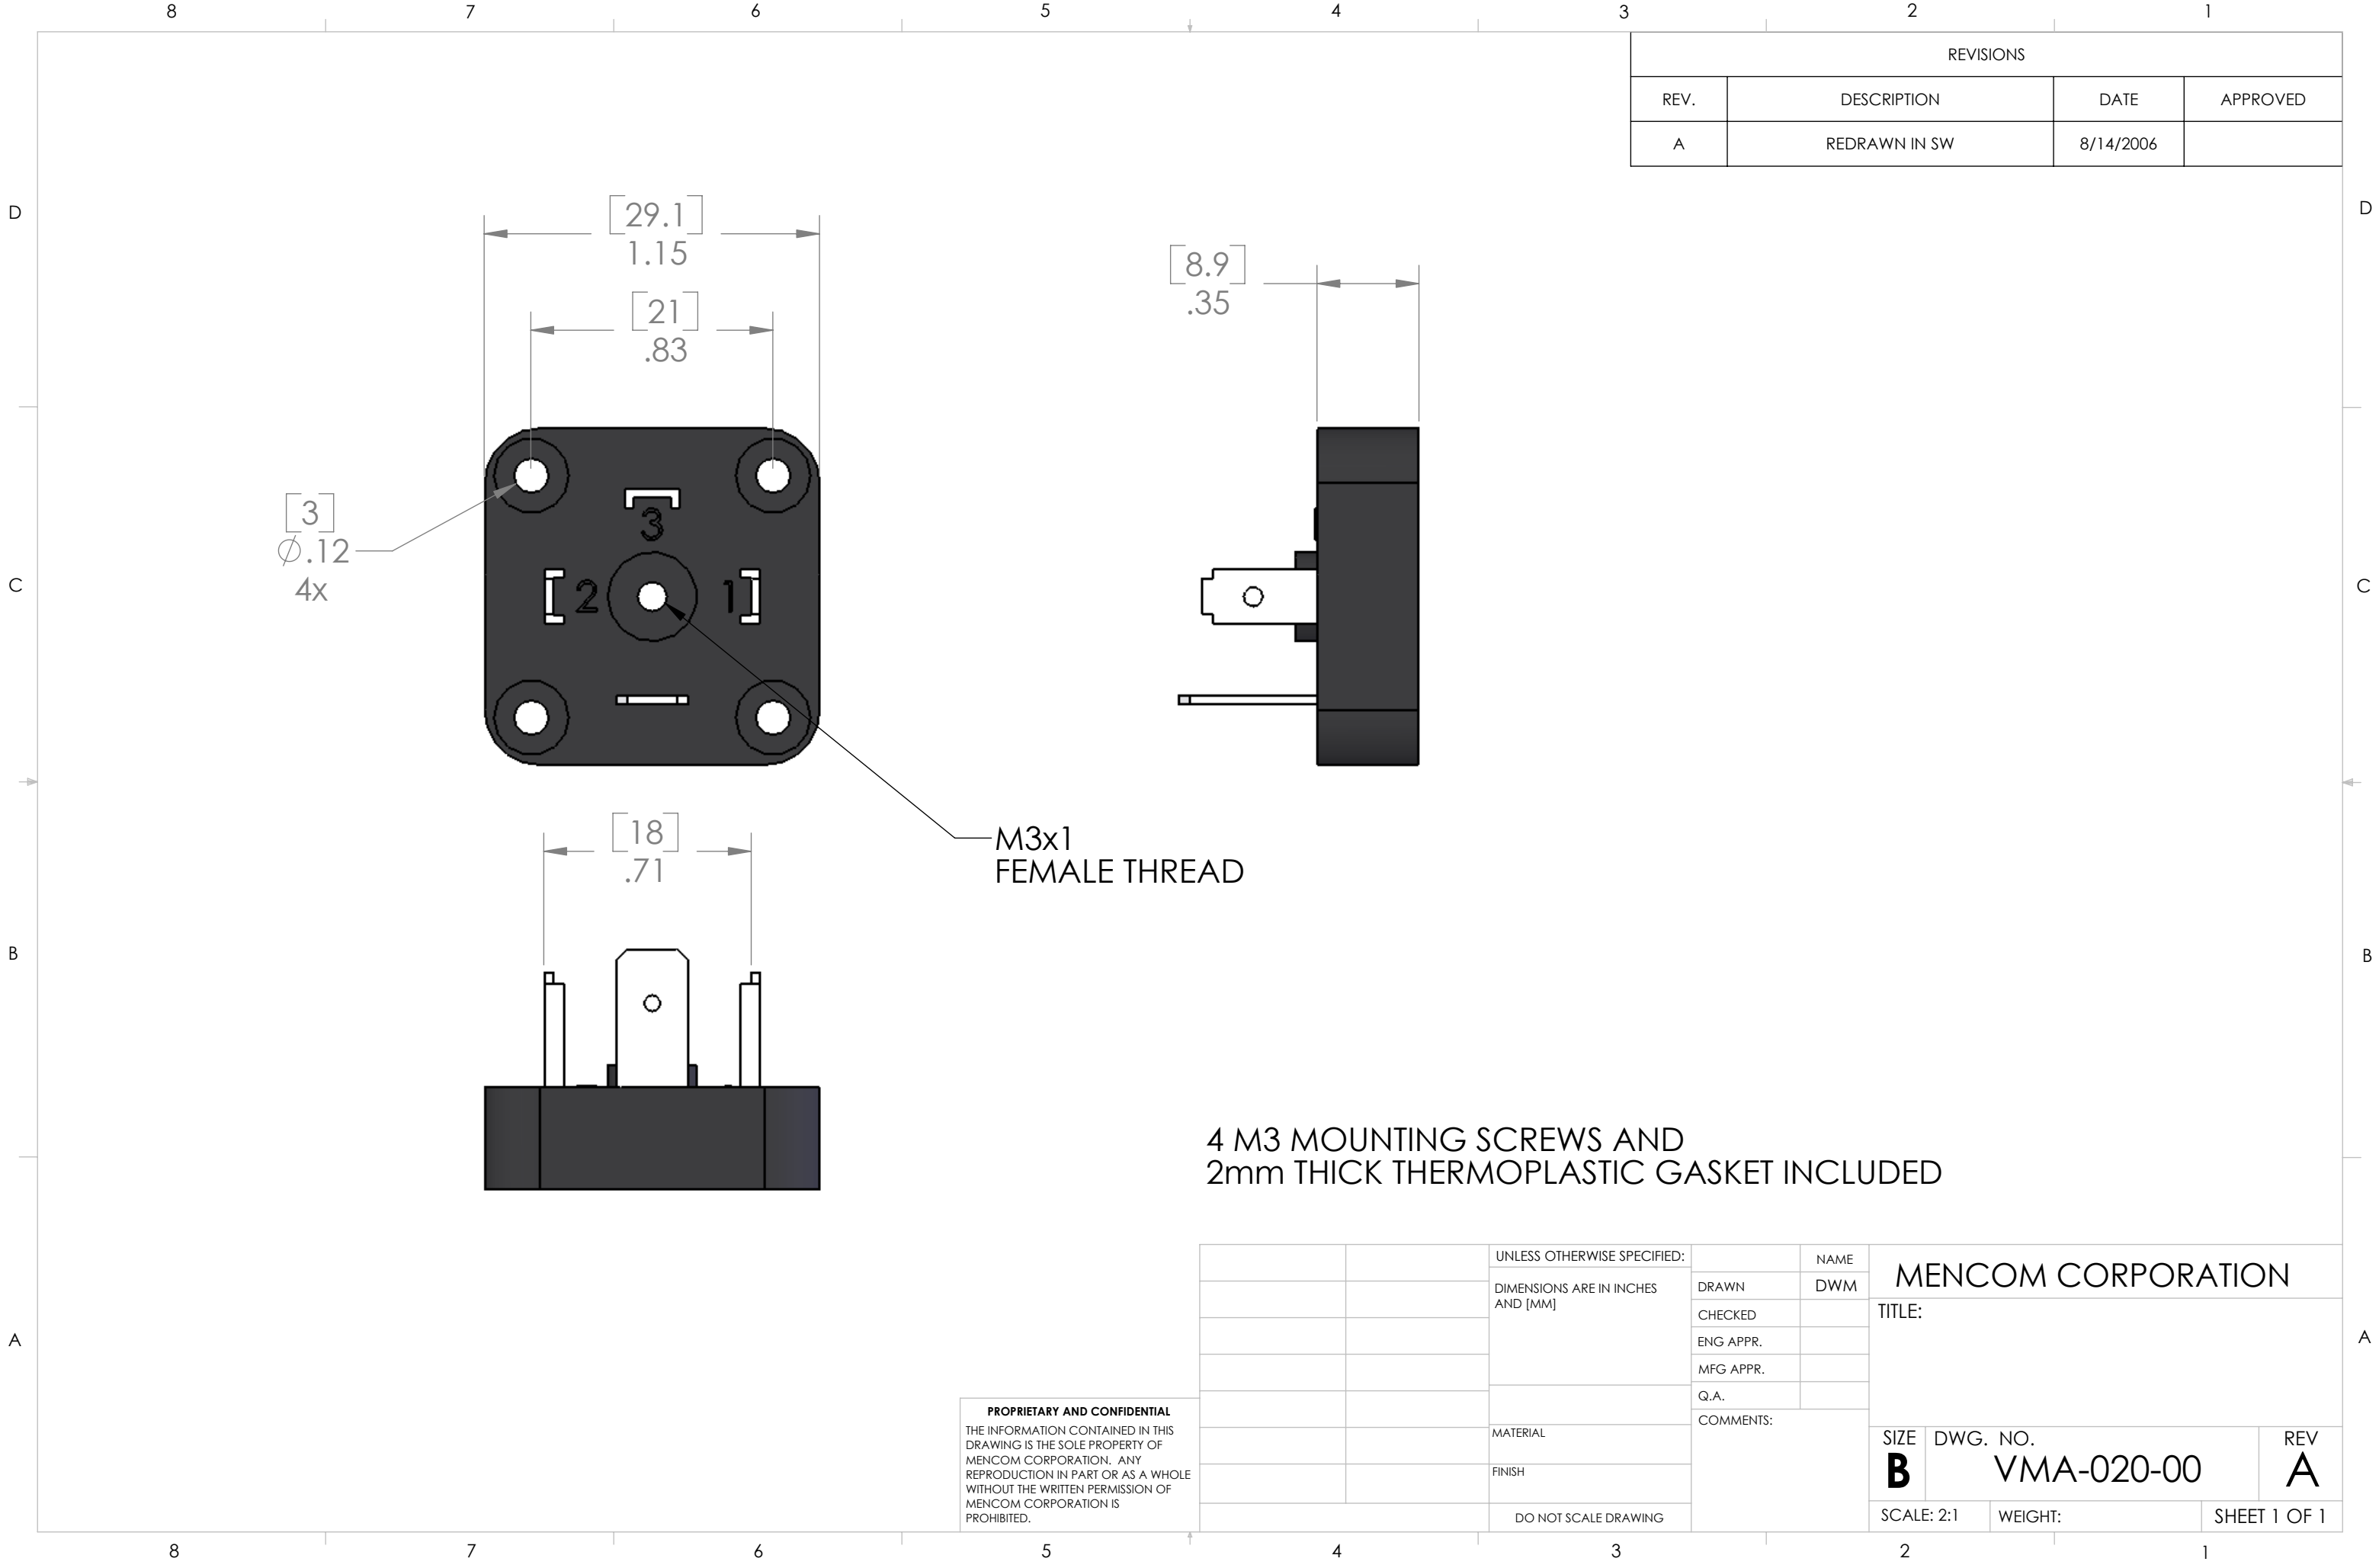 8 7 6 5 4 3 2 1
REVISIONS
REV. DESCRIPTION DATE APPROVED
A REDRAWN IN SW 8/14/2006
D D
[29.1]
1.15
[21]
.83
[8.9]
.35
[3]
Ø.12
4x
3
2 1
C C
M3x1
FEMALE THREAD
[18]
.71
B B
4 M3 MOUNTING SCREWS AND
2mm THICK THERMOPLASTIC GASKET INCLUDED
A A
PROPRIETARY AND CONFIDENTIAL
THE INFORMATION CONTAINED IN THIS
DRAWING IS THE SOLE PROPERTY OF
MENCOM CORPORATION. ANY
REPRODUCTION IN PART OR AS A WHOLE
WITHOUT THE WRITTEN PERMISSION OF
MENCOM CORPORATION IS
PROHIBITED.
UNLESS OTHERWISE SPECIFIED:
DIMENSIONS ARE IN INCHES
AND [MM]
MATERIAL
FINISH
DO NOT SCALE DRAWING
NAME
DRAWN DWM
CHECKED
ENG APPR.
MFG APPR.
Q.A.
COMMENTS:
MENCOM CORPORATION
TITLE:
SIZE DWG. NO. REV
B VMA-020-00 A
SCALE: 2:1 WEIGHT: SHEET 1 OF 1
8 7 6 5 4 3 2 1